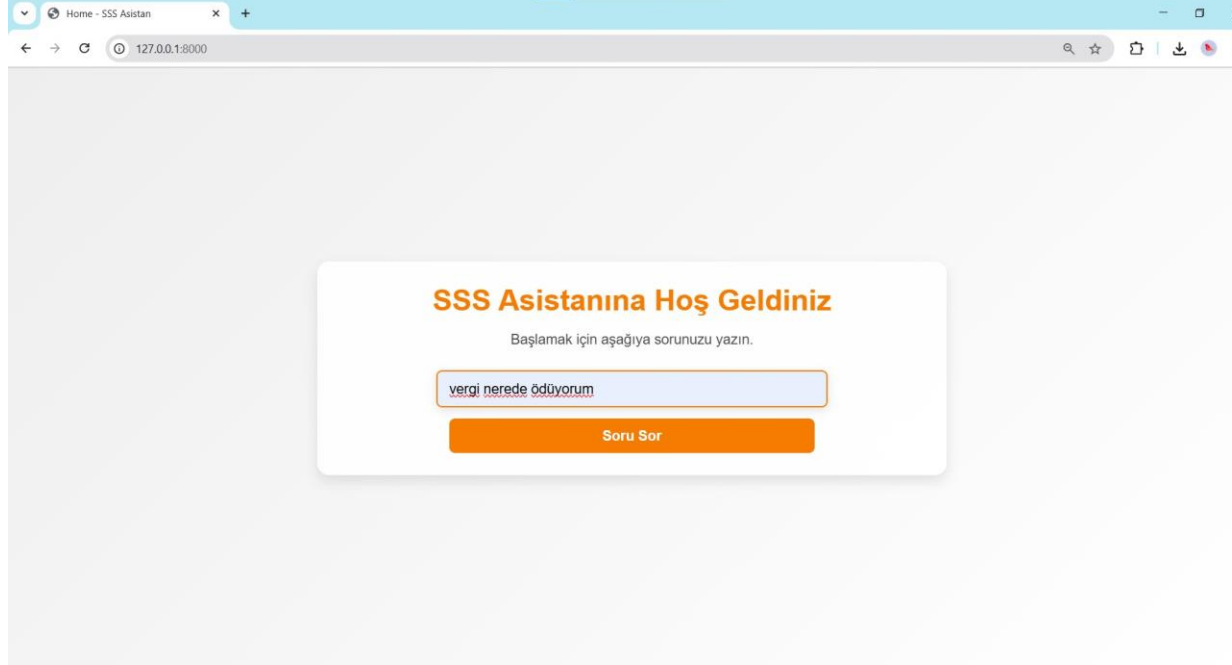 Home - SSS Asistan
127.0.0.1:8000
SSS Asistanına Hoş Geldiniz
Başlamak için aşağıya sorunuzu yazın.
vergi nerede ödüyorum
Soru Sor